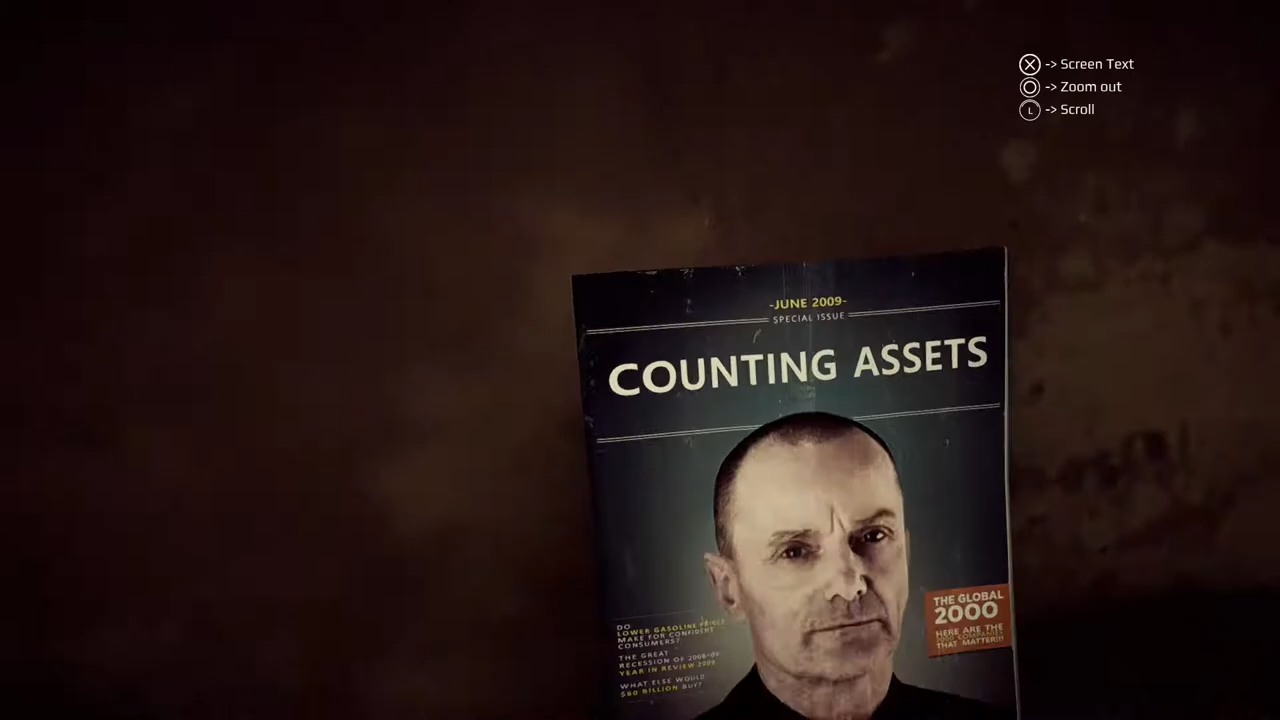 X -> Screen Text
O -> Zoom out
L -> Scroll
-JUNE 2009-
SPECIAL ISSUE
COUNTING ASSETS
THE GLOBAL
2000
HERE ARE THE
2000 COMPANIES
THAT MATTER!!!
DO
LOWER GASOLINE PRICES
MAKE FOR CONFIDENT
CONSUMERS?
THE GREAT
RECESSION OF 2008-09
YEAR IN REVIEW 2009
WHAT ELSE WOULD
$60 BILLION BUY?